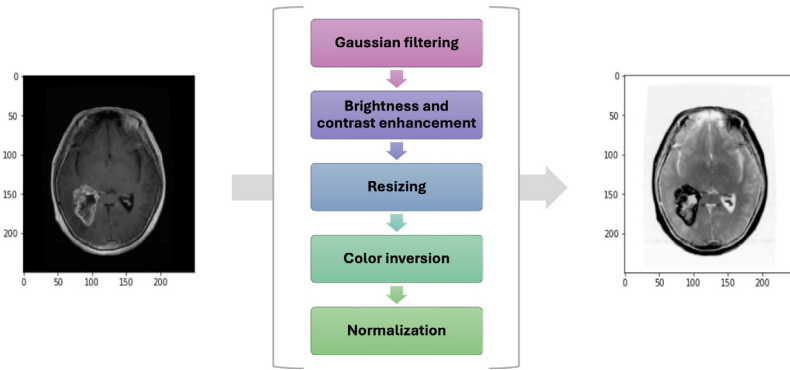 Gaussian filtering
Brightness and
contrast enhancement
Resizing
Color inversion
Normalization
0
50
100
150
200
0 50 100 150 200
0
50
100
150
200
0 50 100 150 200